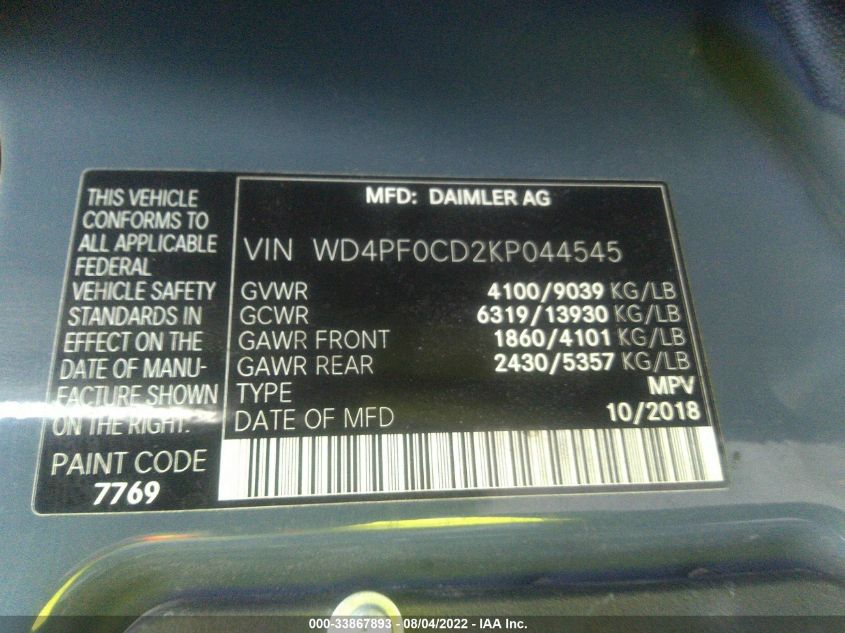 THIS VEHICLE
CONFORMS TO
ALL APPLICABLE
FEDERAL
VEHICLE SAFETY
STANDARDS IN
EFFECT ON THE
DATE OF MANU-
FACTURE SHOWN
ON THE RIGHT.
PAINT CODE
7769
MFD: DAIMLER AG
VIN WD4PF0CD2KP044545
GVWR 4100/9039 KG/LB
GCWR 6319/13930 KG/LB
GAWR FRONT 1860/4101 KG/LB
GAWR REAR 2430/5357 KG/LB
TYPE MPV
DATE OF MFD 10/2018
000-33867893 - 08/04/2022 - IAA Inc.